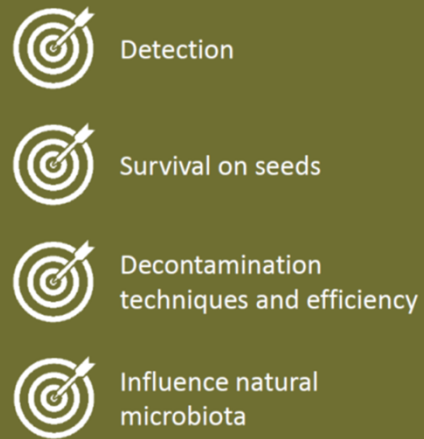 Detection
Survival on seeds
Decontamination
techniques and efficiency
Influence natural
microbiota